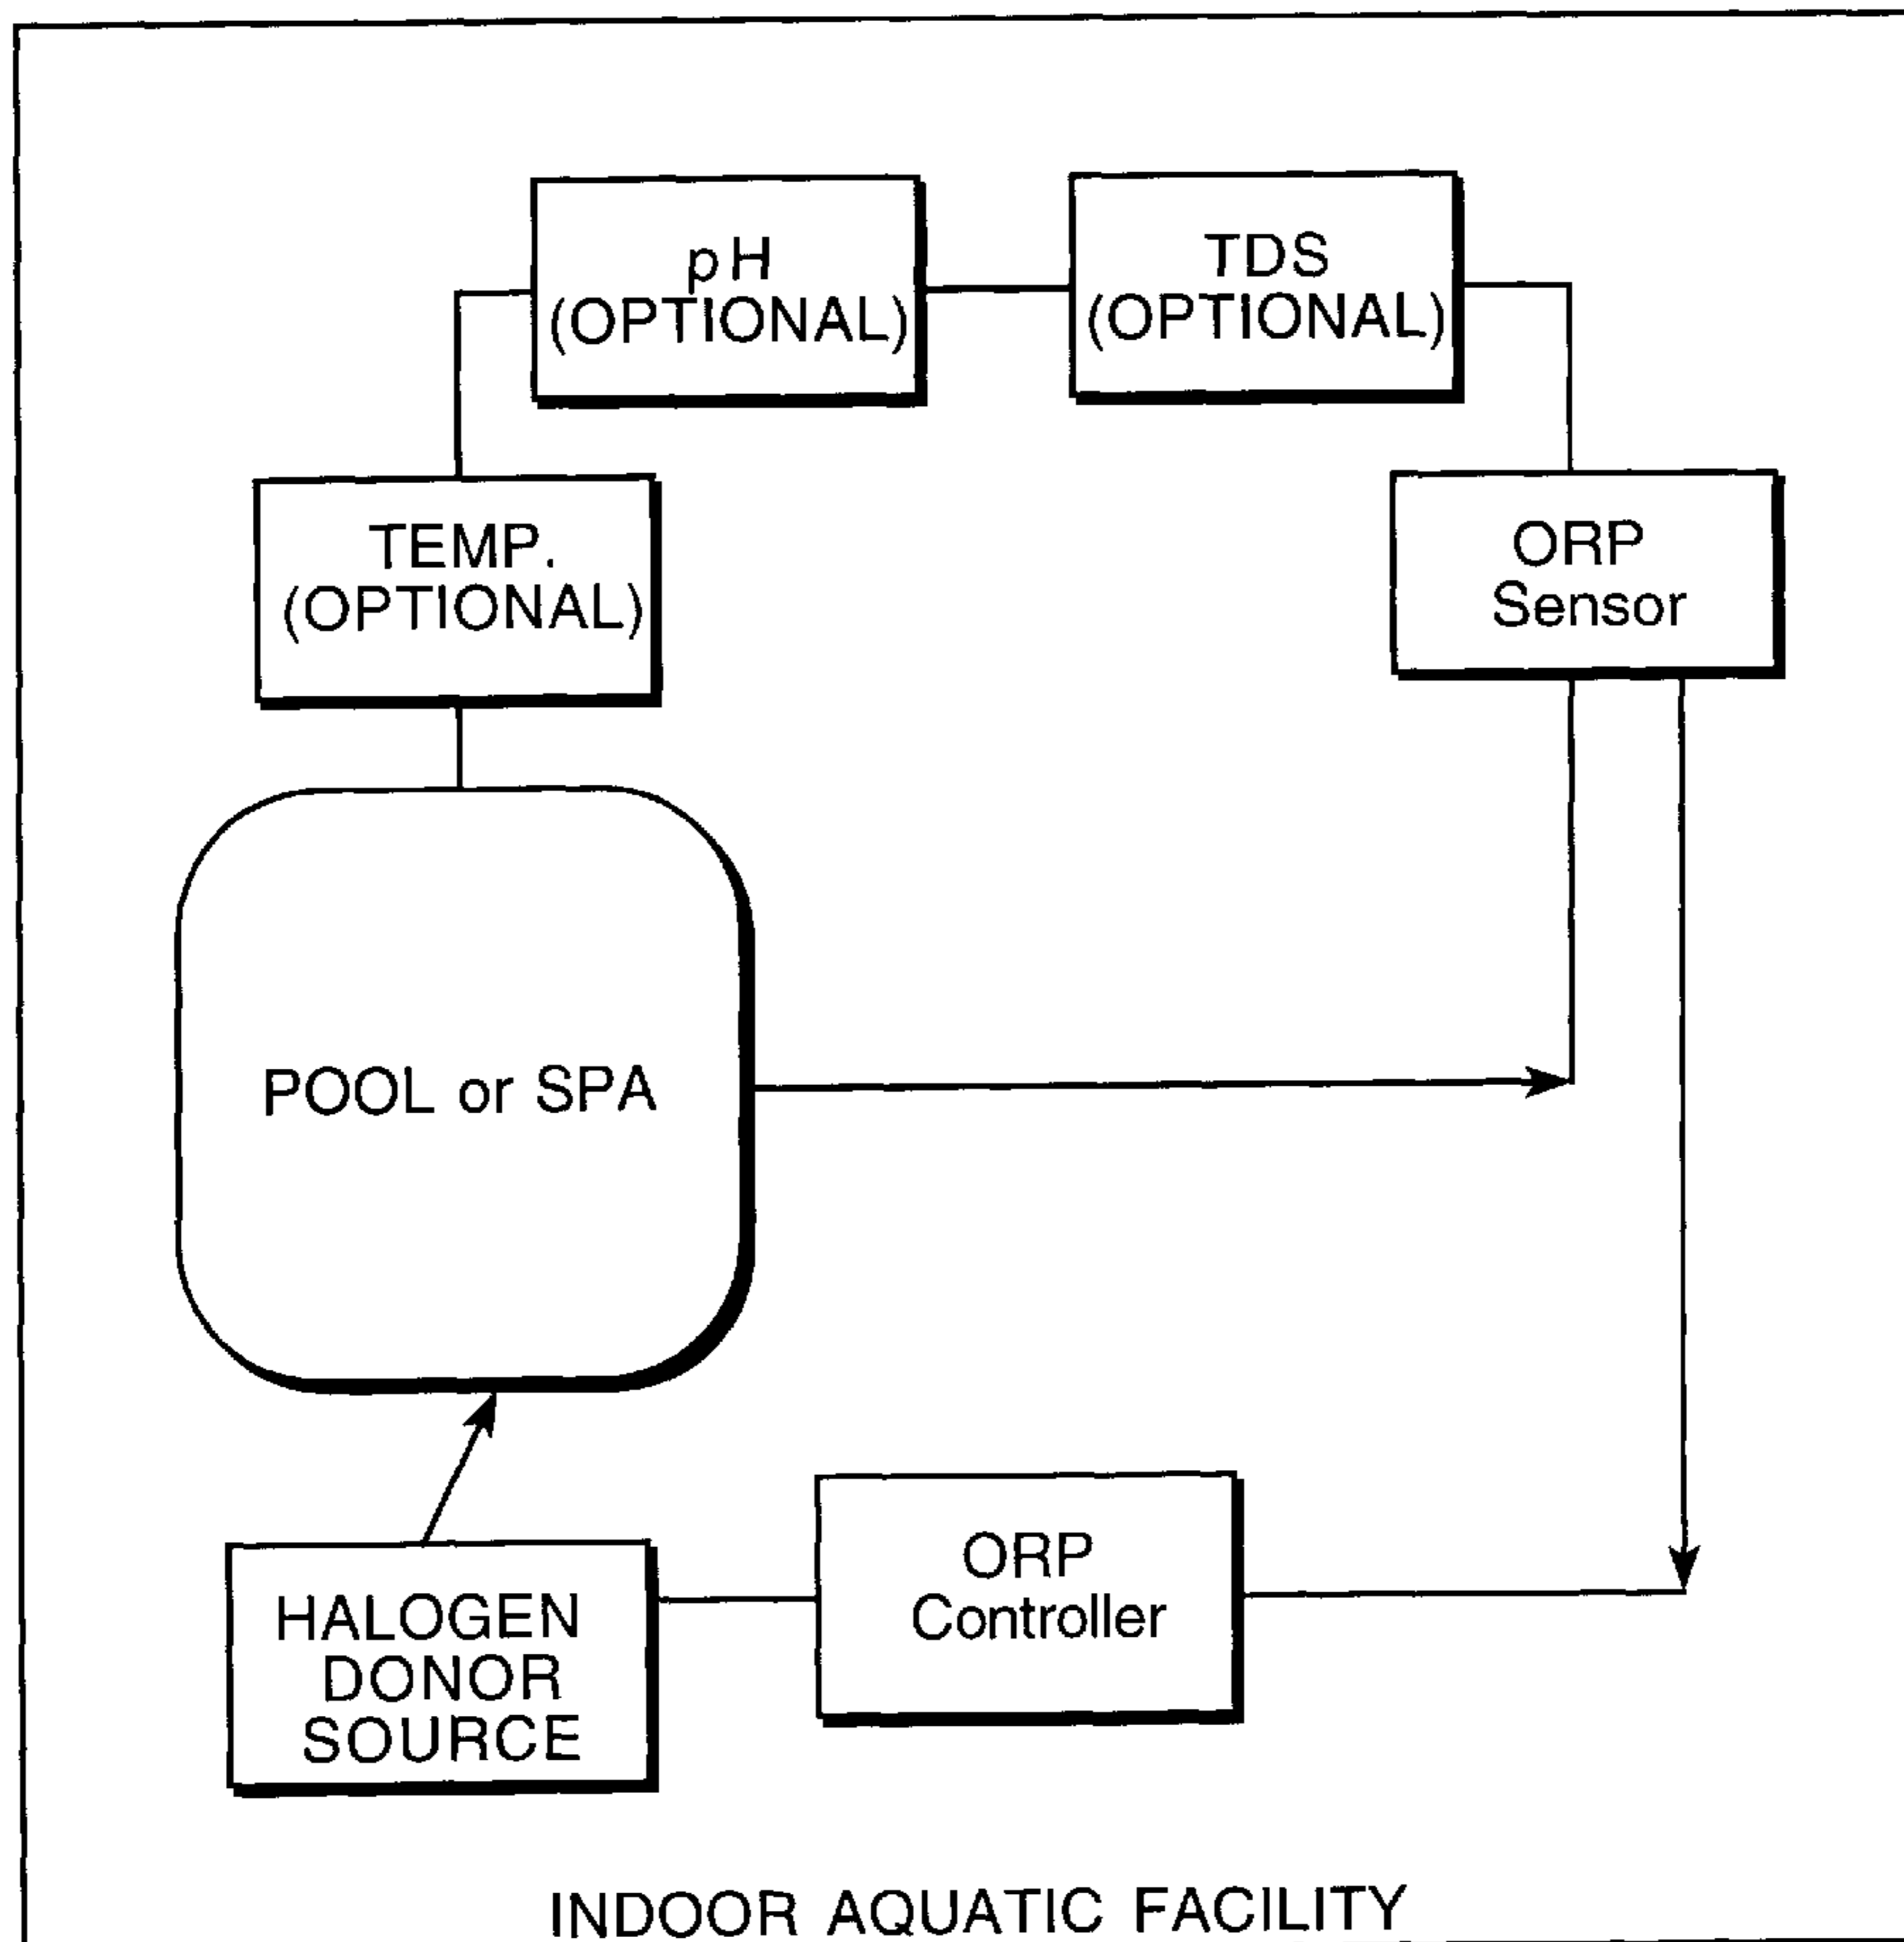 pH
(OPTIONAL)
TDS
(OPTIONAL)
TEMP.
(OPTIONAL)
ORP
Sensor
POOL or SPA
ORP
Controller
HALOGEN
DONOR
SOURCE
INDOOR AQUATIC FACILITY